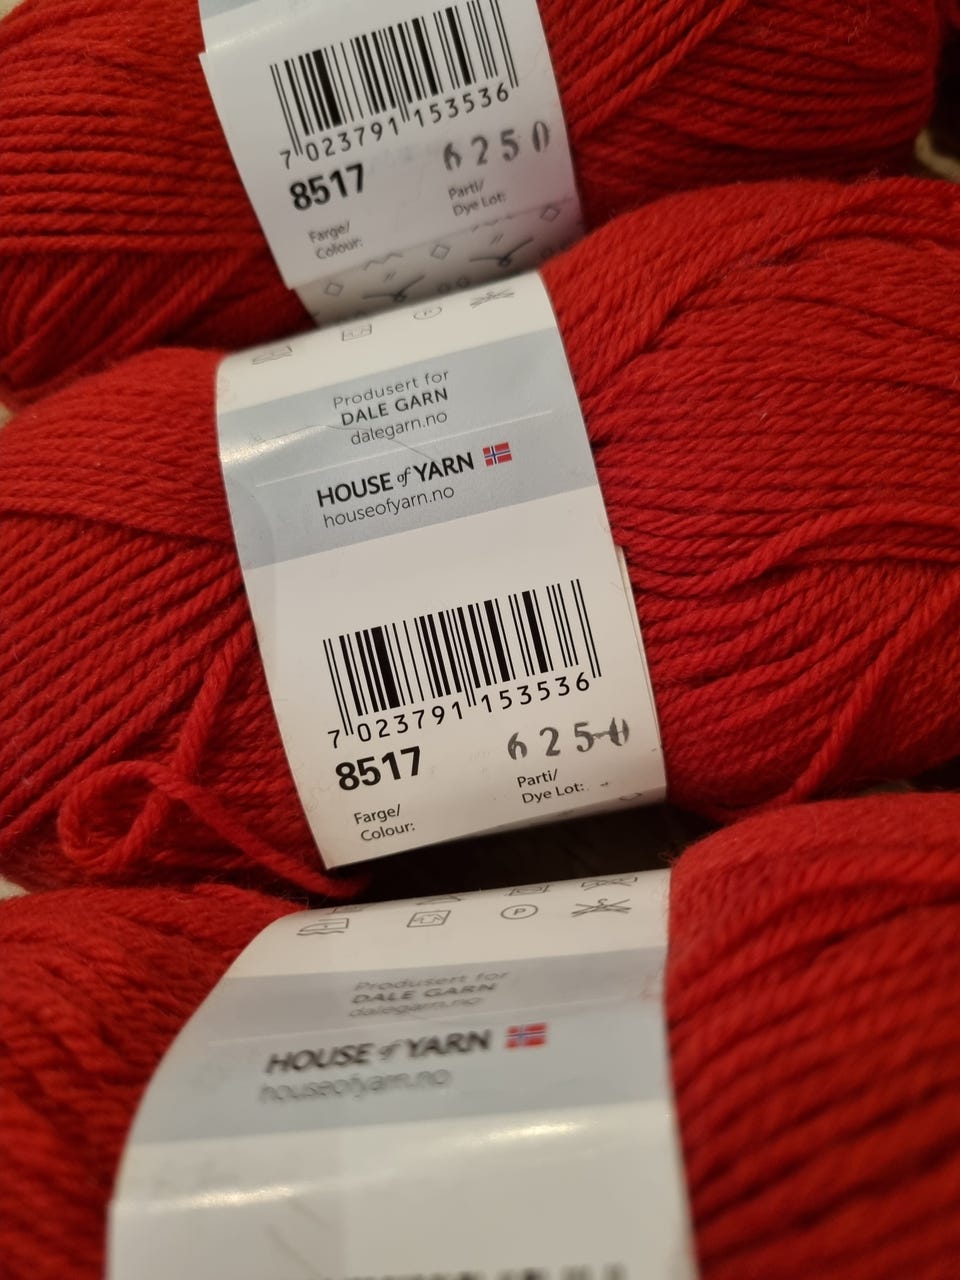 7 023791 153536
8517 6250
Farge/ Parti/
Colour: Dye Lot:
Produsert for
DALE GARN
dalegarn.no
HOUSE of YARN
houseofyarn.no
7 023791 153536
8517 6250
Farge/ Parti/
Colour: Dye Lot:
P
Produsert for
DALE GARN
dalegarn.no
HOUSE of YARN
houseofyarn.no